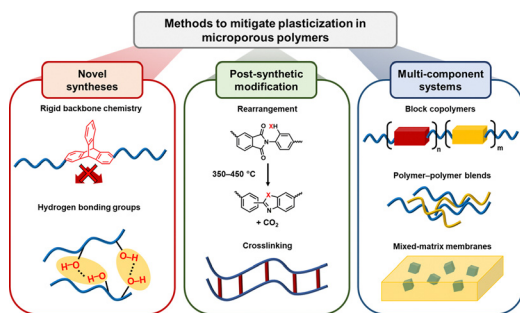 Methods to mitigate plasticization in
microporous polymers
Novel
syntheses
Rigid backbone chemistry
Hydrogen bonding groups
H–O
O–H
H–O
O–H
Post-synthetic
modification
Rearrangement
O
XH
N
O
350–450 °C
X
N
+ CO2
Crosslinking
Multi-component
systems
Block copolymers
n
m
Polymer–polymer blends
Mixed-matrix membranes